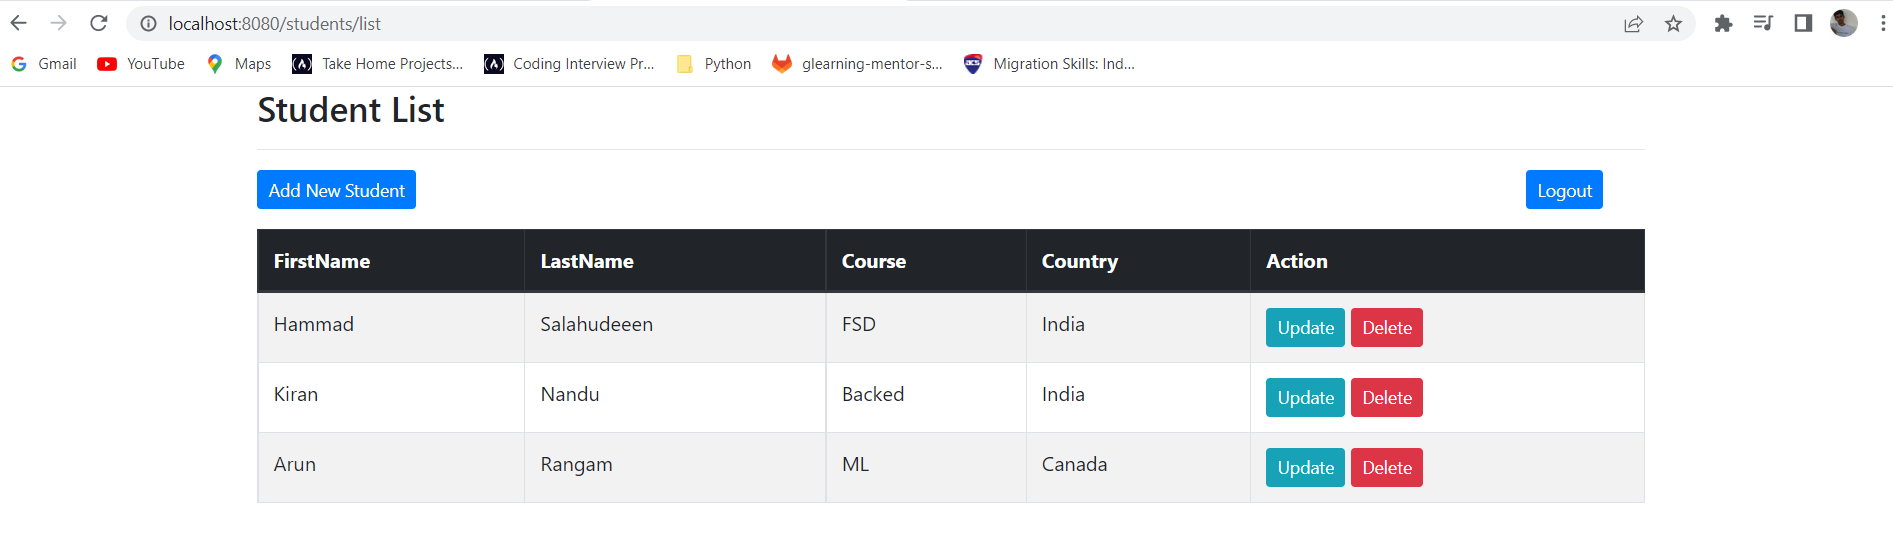 localhost:8080/students/list
Gmail YouTube Maps Take Home Projects... Coding Interview Pr... Python glearning-mentor-s... Migration Skills: Ind...
Student List
Add New Student Logout
FirstName LastName Course Country Action
Hammad Salahudeeen FSD India Update Delete
Kiran Nandu Backed India Update Delete
Arun Rangam ML Canada Update Delete